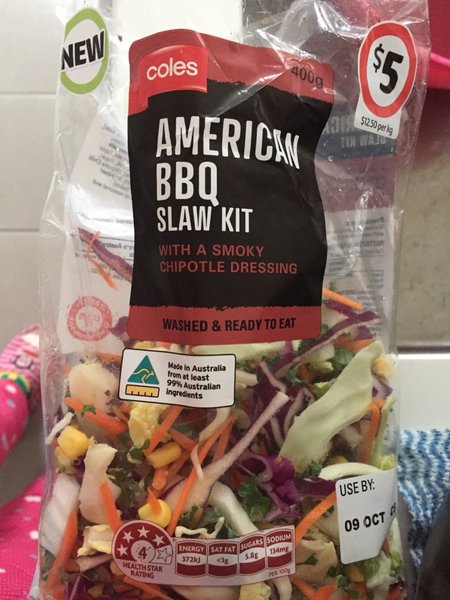 NEW
coles
400g
$5
$12.50 per kg
AMERICAN
BBQ
SLAW KIT
WITH A SMOKY
CHIPOTLE DRESSING
WASHED & READY TO EAT
Made in Australia
from at least
99% Australian
ingredients
USE BY:
09 OCT
4
HEALTH STAR
RATING
ENERGY
372kJ
SAT FAT
<1g
SUGARS
5.8g
SODIUM
134mg
PER 100g